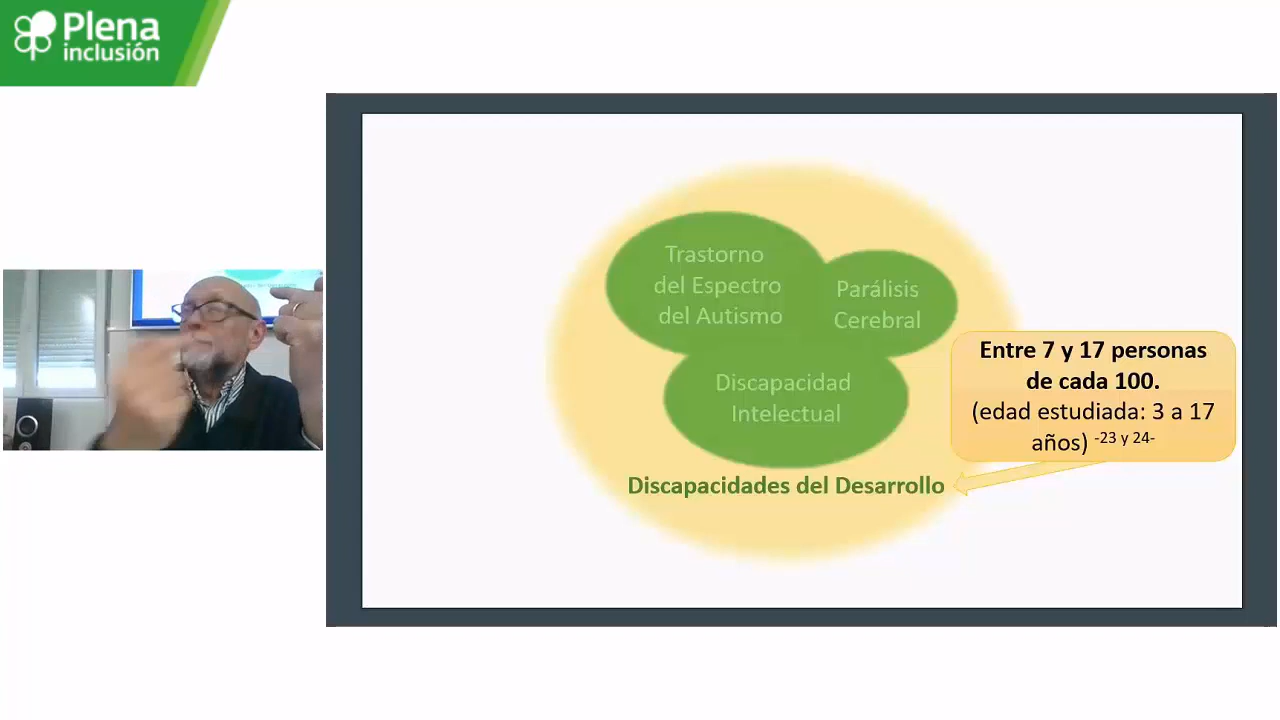 Plena
inclusión
Trastorno
del Espectro
del Autismo
Parálisis
Cerebral
Discapacidad
Intelectual
Discapacidades del Desarrollo
Entre 7 y 17 personas
de cada 100.
(edad estudiada: 3 a 17
años) -23 y 24-